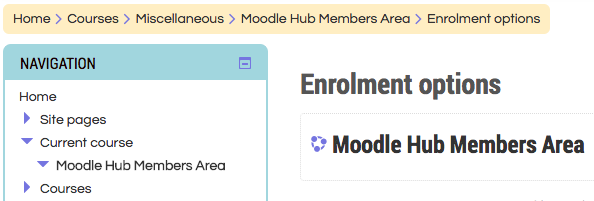 Home > Courses > Miscellaneous > Moodle Hub Members Area > Enrolment options
NAVIGATION
Home
Site pages
Current course
Moodle Hub Members Area
Courses
Enrolment options
Moodle Hub Members Area